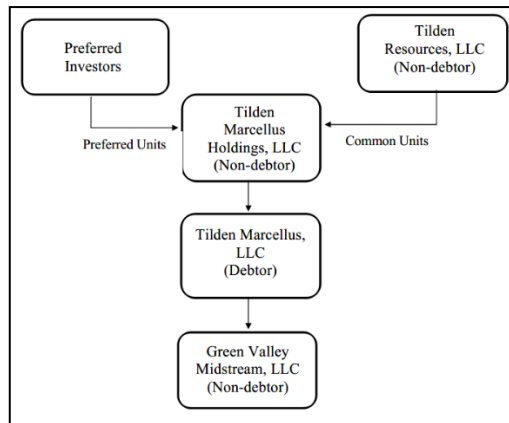 Preferred
Investors
Tilden
Resources, LLC
(Non-debtor)
Preferred Units
Tilden
Marcellus
Holdings, LLC
(Non-debtor)
Common Units
Tilden Marcellus,
LLC
(Debtor)
Green Valley
Midstream, LLC
(Non-debtor)